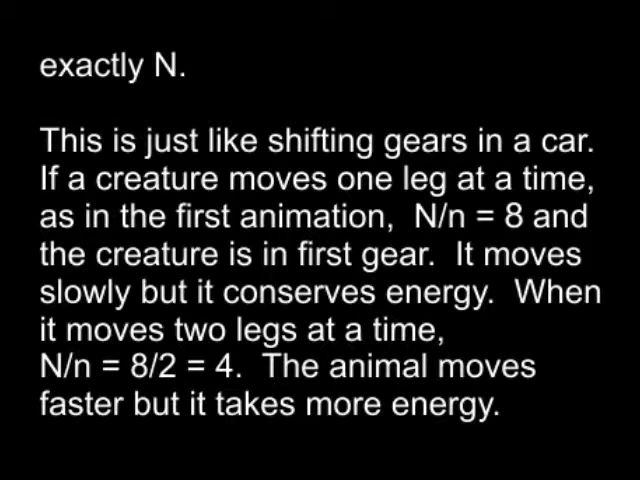 exactly N.
This is just like shifting gears in a car.
If a creature moves one leg at a time,
as in the first animation,  N/n = 8 and
the creature is in first gear.  It moves
slowly but it conserves energy.  When
it moves two legs at a time,
N/n = 8/2 = 4.  The animal moves
faster but it takes more energy.